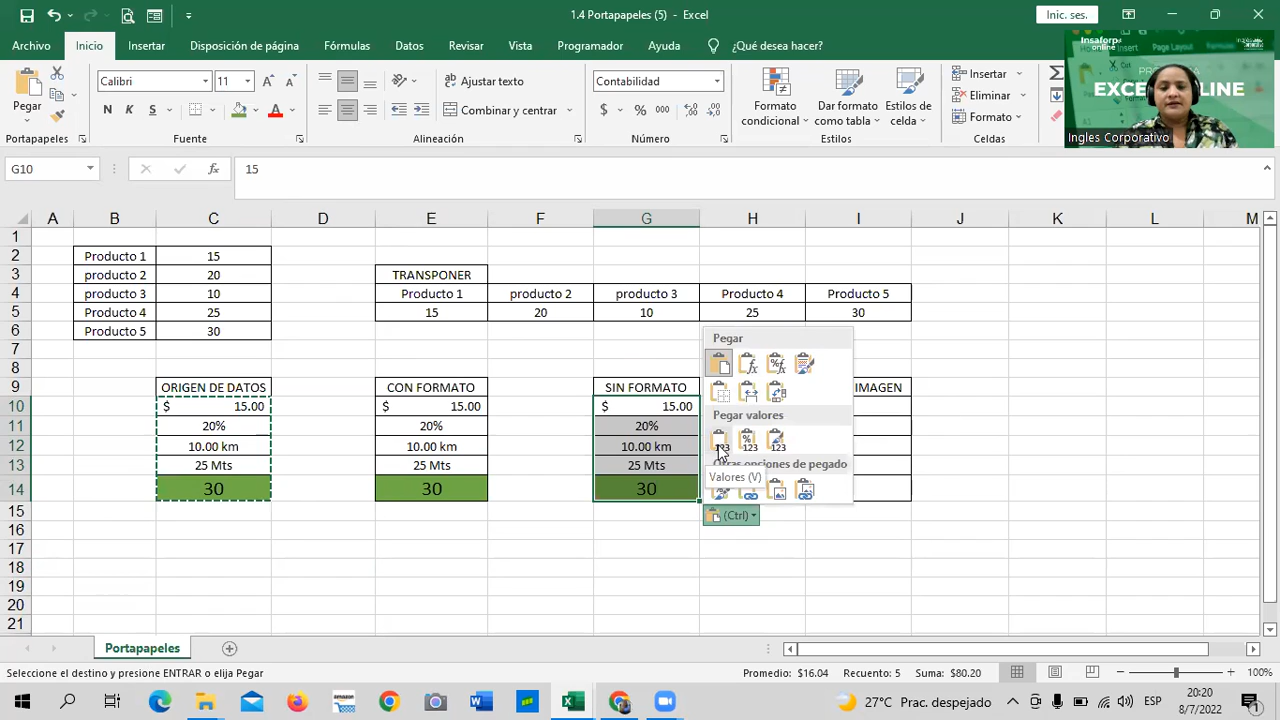 1.4 Portapapeles (5) - Excel
Inic. ses.
Archivo Inicio Insertar Disposición de página Fórmulas Datos Revisar Vista Programador Ayuda ¿Qué desea hacer?
Pegar
Calibri 11
N K S
Ajustar texto
Combinar y centrar
Contabilidad
$ % 000
Formato condicional
Dar formato como tabla
Estilos de celda
Insertar
Eliminar
Formato
Portapapeles Fuente Alineación Número Estilos Celdas
Insaforp online
Ingles Corporativo
G10 fx 15
A B C D E F G H I J K L M
1
2 Producto 1 15
3 producto 2 20 TRANSPONER
4 producto 3 10 Producto 1 producto 2 producto 3 Producto 4 Producto 5
5 Producto 4 25 15 20 10 25 30
6 Producto 5 30
7
8
9 ORIGEN DE DATOS CON FORMATO SIN FORMATO IMAGEN
10 $ 15.00 $ 15.00 $ 15.00
11 20% 20% 20%
12 10.00 km 10.00 km 10.00 km
13 25 Mts 25 Mts 25 Mts
14 30 30 30
15
16
17
18
19
20
21
Pegar
Pegar valores
Otras opciones de pegado
Valores (V)
(Ctrl)
Portapapeles
Seleccione el destino y presione ENTRAR o elija Pegar Promedio: $16.04 Recuento: 5 Suma: $80.20 100%
27°C Prac. despejado ESP 20:20
8/7/2022